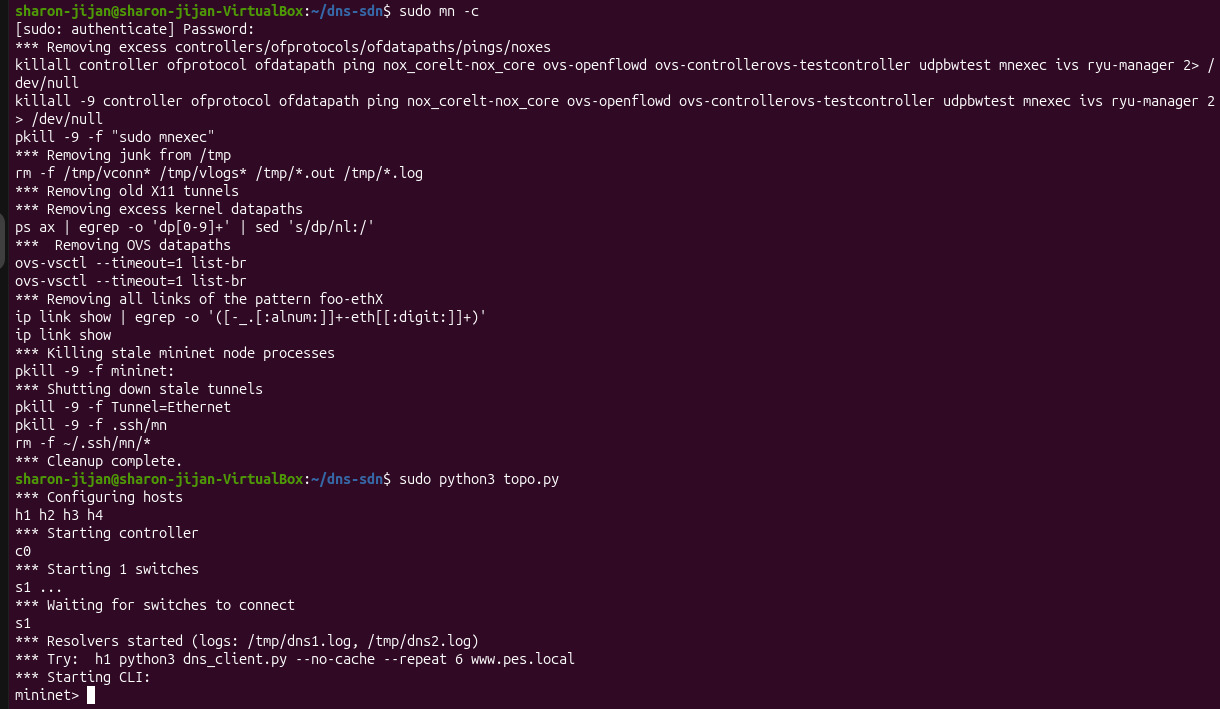 sharon-jijan@sharon-jijan-VirtualBox:~/dns-sdn$ sudo mn -c
[sudo: authenticate] Password:
*** Removing excess controllers/ofprotocols/ofdatapaths/pings/noxes
killall controller ofprotocol ofdatapath ping nox_corelt-nox_core ovs-openflowd ovs-controllerovs-testcontroller udpbwtest mnexec ivs ryu-manager 2> /
dev/null
killall -9 controller ofprotocol ofdatapath ping nox_corelt-nox_core ovs-openflowd ovs-controllerovs-testcontroller udpbwtest mnexec ivs ryu-manager 2
> /dev/null
pkill -9 -f "sudo mnexec"
*** Removing junk from /tmp
rm -f /tmp/vconn* /tmp/vlogs* /tmp/*.out /tmp/*.log
*** Removing old X11 tunnels
*** Removing excess kernel datapaths
ps ax | egrep -o 'dp[0-9]+' | sed 's/dp/nl:/'
***  Removing OVS datapaths
ovs-vsctl --timeout=1 list-br
ovs-vsctl --timeout=1 list-br
*** Removing all links of the pattern foo-ethX
ip link show | egrep -o '([-_.[:alnum:]]+-eth[[:digit:]]+)'
ip link show
*** Killing stale mininet node processes
pkill -9 -f mininet:
*** Shutting down stale tunnels
pkill -9 -f Tunnel=Ethernet
pkill -9 -f .ssh/mn
rm -f ~/.ssh/mn/*
*** Cleanup complete.
sharon-jijan@sharon-jijan-VirtualBox:~/dns-sdn$ sudo python3 topo.py
*** Configuring hosts
h1 h2 h3 h4
*** Starting controller
c0
*** Starting 1 switches
s1 ...
*** Waiting for switches to connect
s1
*** Resolvers started (logs: /tmp/dns1.log, /tmp/dns2.log)
*** Try:  h1 python3 dns_client.py --no-cache --repeat 6 www.pes.local
*** Starting CLI:
mininet>